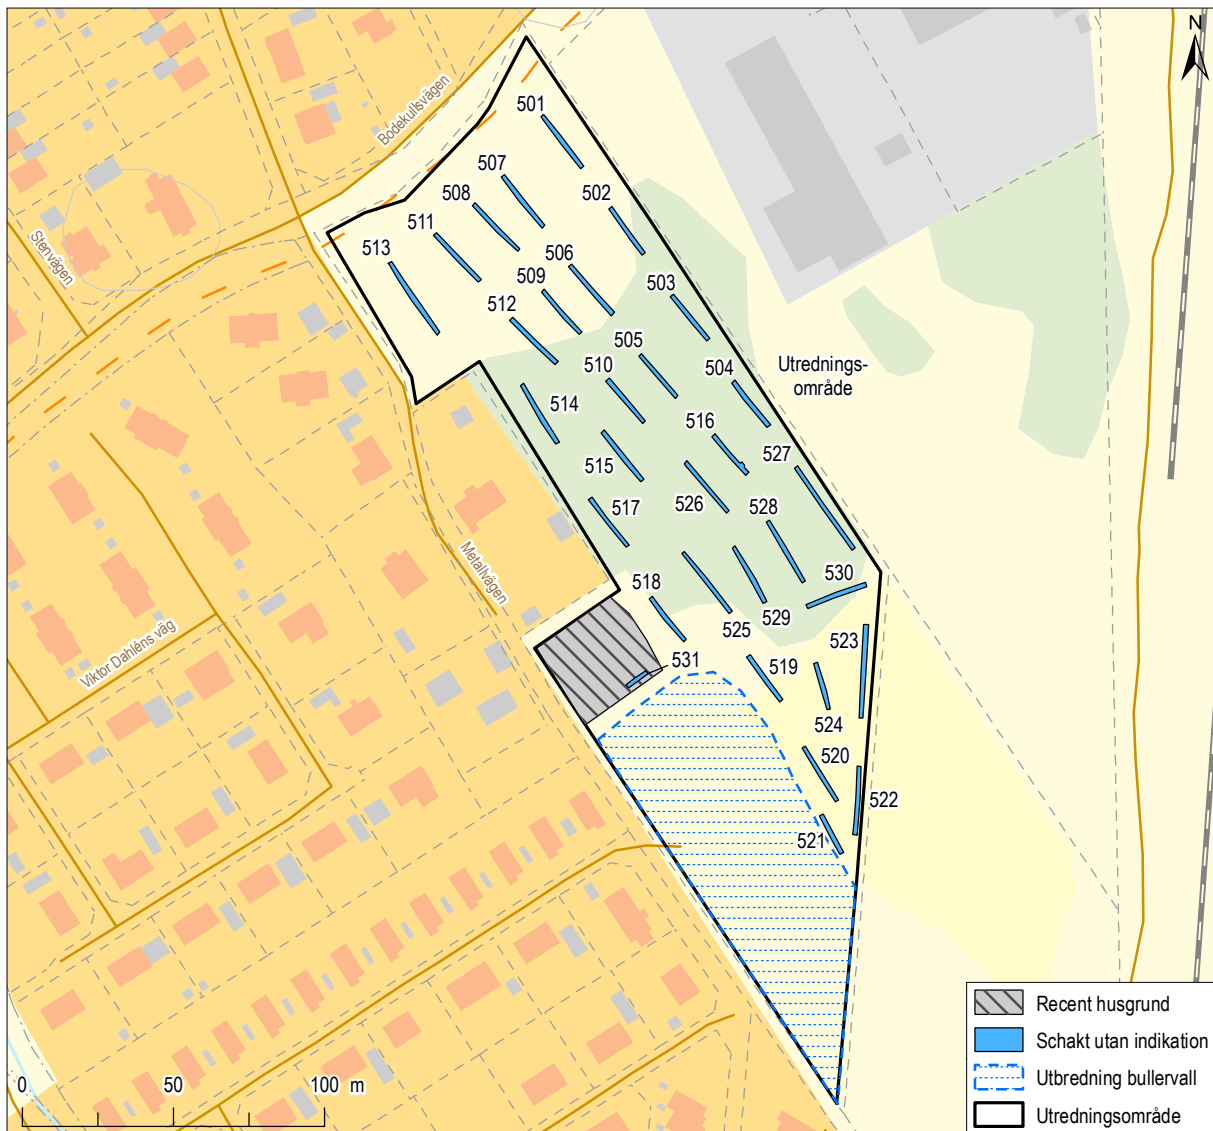 N
Bodekullsvägen
501
507
508
502
511
Stenvägen
513
506
509
503
512
505
510
504
Utrednings-
område
514
516
527
515
526
528
517
Metallvägen
518
530
525
529
523
Viktor Dahléns väg
531
519
524
520
522
521
Recent husgrund
Schakt utan indikation
Utbredning bullervall
Utredningsområde
0 50 100 m